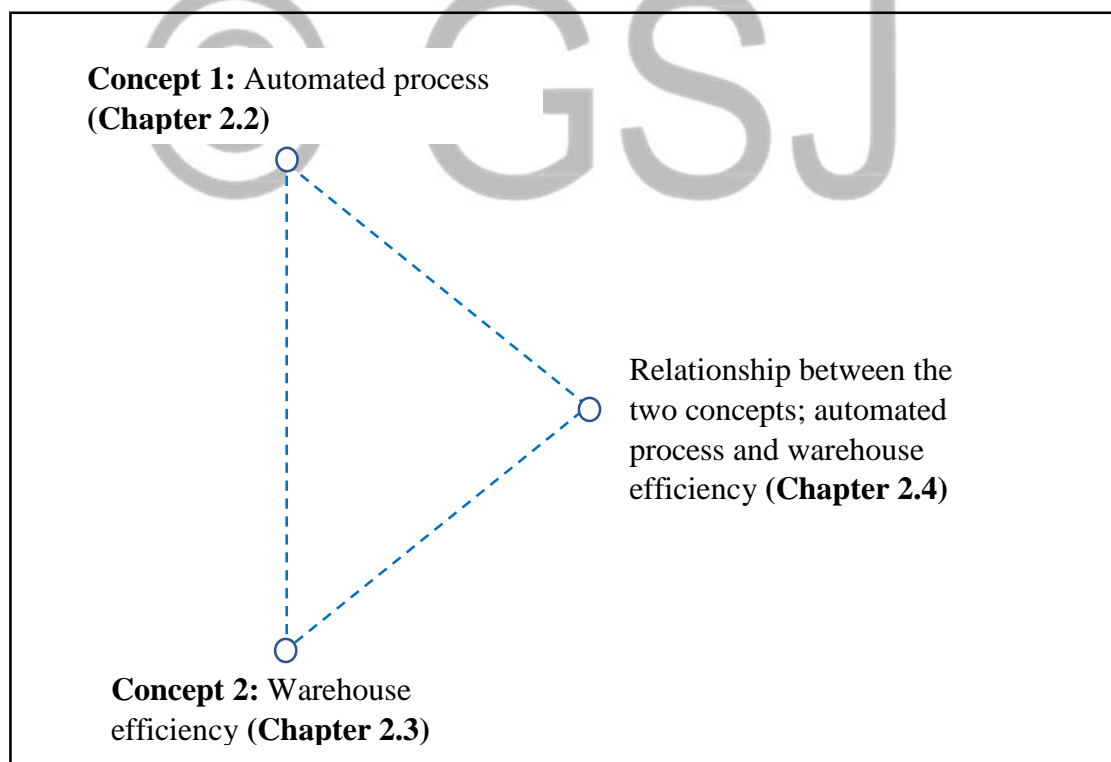 © GSJ
Concept 1: Automated process
(Chapter 2.2)
Relationship between the
two concepts; automated
process and warehouse
efficiency (Chapter 2.4)
Concept 2: Warehouse
efficiency (Chapter 2.3)